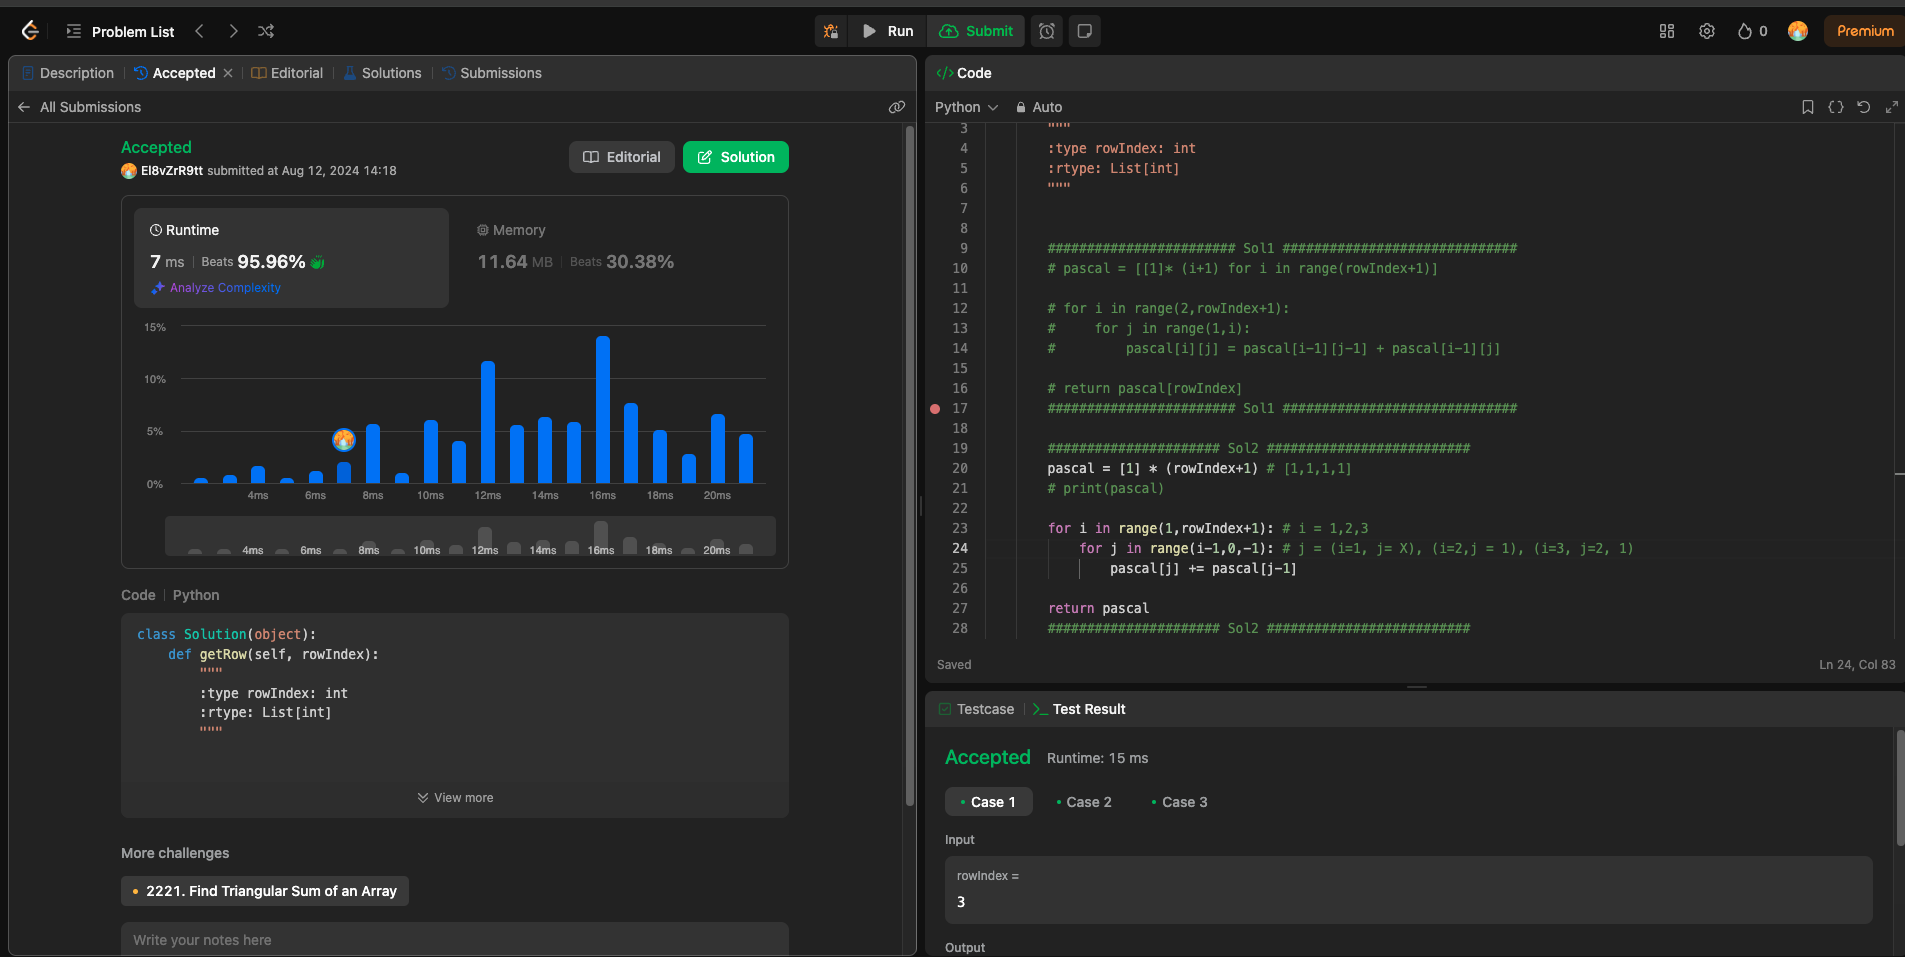 Problem List
Run
Submit
0
Premium
Description
Accepted
Editorial
Solutions
Submissions
All Submissions
Accepted
El8vZrR9tt submitted at Aug 12, 2024 14:18
Editorial
Solution
Runtime
7 ms | Beats 95.96%
Analyze Complexity
Memory
11.64 MB | Beats 30.38%
15%
10%
5%
0%
4ms 6ms 8ms 10ms 12ms 14ms 16ms 18ms 20ms
4ms 6ms 8ms 10ms 12ms 14ms 16ms 18ms 20ms
Code | Python
class Solution(object):
    def getRow(self, rowIndex):
        """
        :type rowIndex: int
        :rtype: List[int]
        """
View more
More challenges
2221. Find Triangular Sum of an Array
Write your notes here
</> Code
Python
Auto
3 """
4 :type rowIndex: int
5 :rtype: List[int]
6 """
7
8
9 ######################## Sol1 ##############################
10 # pascal = [[1]* (i+1) for i in range(rowIndex+1)]
11
12 # for i in range(2,rowIndex+1):
13 #     for j in range(1,i):
14 #         pascal[i][j] = pascal[i-1][j-1] + pascal[i-1][j]
15
16 # return pascal[rowIndex]
17 ######################## Sol1 ##############################
18
19 ###################### Sol2 ##########################
20 pascal = [1] * (rowIndex+1) # [1,1,1,1]
21 # print(pascal)
22
23 for i in range(1,rowIndex+1): # i = 1,2,3
24     for j in range(i-1,0,-1): # j = (i=1, j= X), (i=2,j = 1), (i=3, j=2, 1)
25         pascal[j] += pascal[j-1]
26
27 return pascal
28 ###################### Sol2 ##########################
Saved
Ln 24, Col 83
Testcase
Test Result
Accepted
Runtime: 15 ms
Case 1
Case 2
Case 3
Input
rowIndex =
3
Output